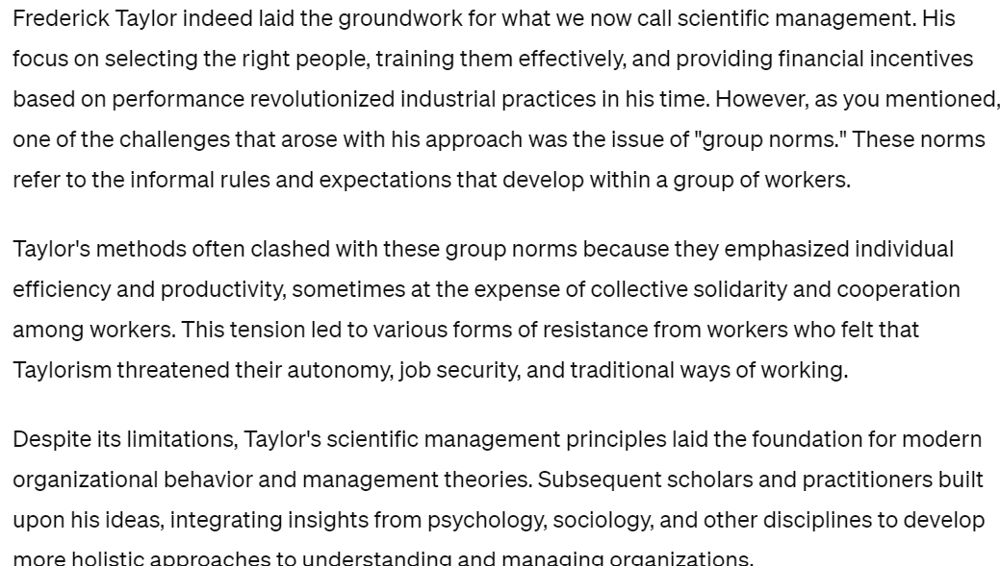 Frederick Taylor indeed laid the groundwork for what we now call scientific management. His
focus on selecting the right people, training them effectively, and providing financial incentives
based on performance revolutionized industrial practices in his time. However, as you mentioned,
one of the challenges that arose with his approach was the issue of "group norms." These norms
refer to the informal rules and expectations that develop within a group of workers.
Taylor's methods often clashed with these group norms because they emphasized individual
efficiency and productivity, sometimes at the expense of collective solidarity and cooperation
among workers. This tension led to various forms of resistance from workers who felt that
Taylorism threatened their autonomy, job security, and traditional ways of working.
Despite its limitations, Taylor's scientific management principles laid the foundation for modern
organizational behavior and management theories. Subsequent scholars and practitioners built
upon his ideas, integrating insights from psychology, sociology, and other disciplines to develop
more holistic approaches to understanding and managing organizations.